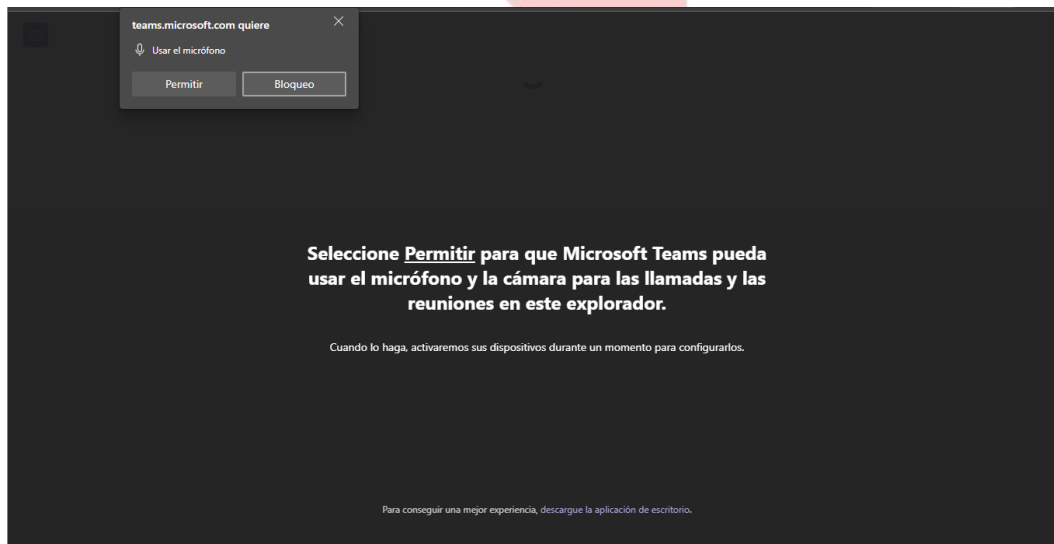 teams.microsoft.com quiere
Usar el micrófono
Permitir Bloqueo
Seleccione Permitir para que Microsoft Teams pueda
usar el micrófono y la cámara para las llamadas y las
reuniones en este explorador.
Cuando lo haga, activaremos sus dispositivos durante un momento para configurarlos.
Para conseguir una mejor experiencia, descargue la aplicación de escritorio.